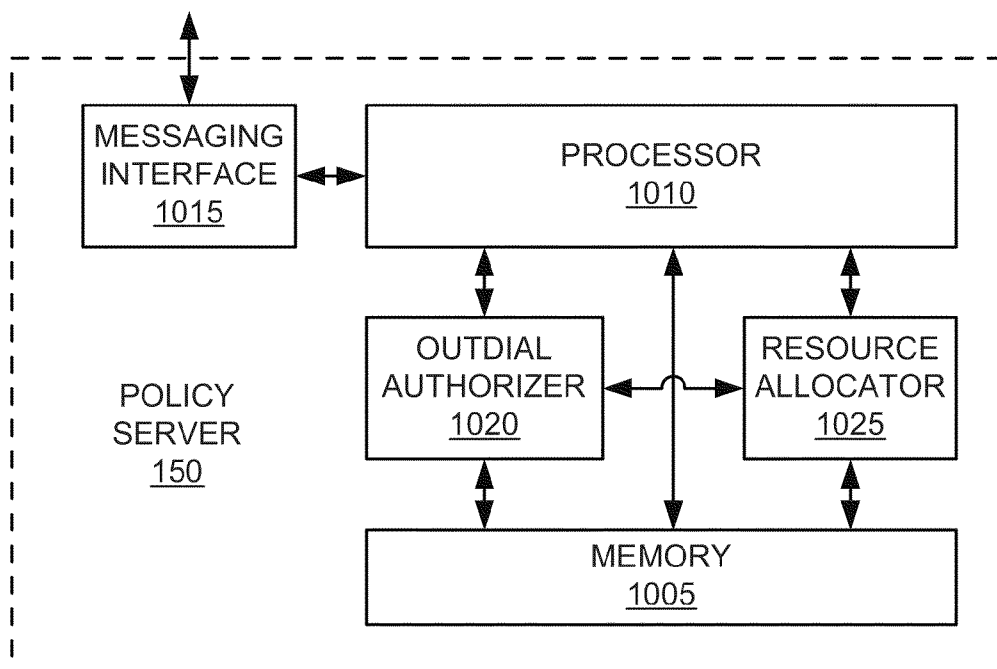 MESSAGING
INTERFACE
1015
PROCESSOR
1010
OUTDIAL
AUTHORIZER
1020
RESOURCE
ALLOCATOR
1025
POLICY
SERVER
150
MEMORY
1005